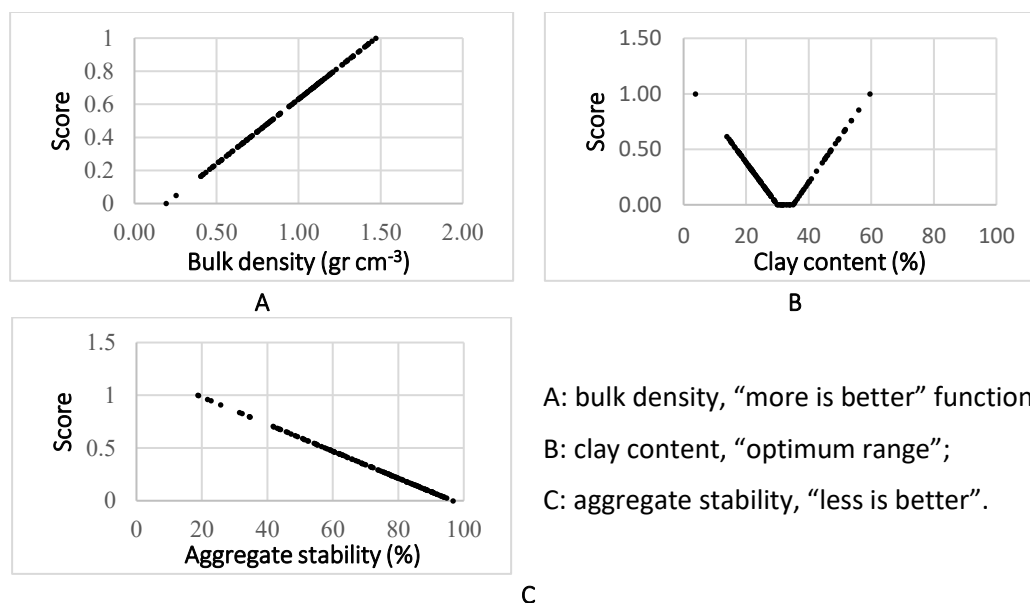 1
0.8
0.6
0.4
0.2
0
Score
0.00 0.50 1.00 1.50 2.00
Bulk density (gr cm-3)
A
1.50
1.00
0.50
0.00
Score
0 20 40 60 80 100
Clay content (%)
B
1.5
1
0.5
0
Score
0 20 40 60 80 100
Aggregate stability (%)
C
A: bulk density, “more is better” function
B: clay content, “optimum range”;
C: aggregate stability, “less is better”.